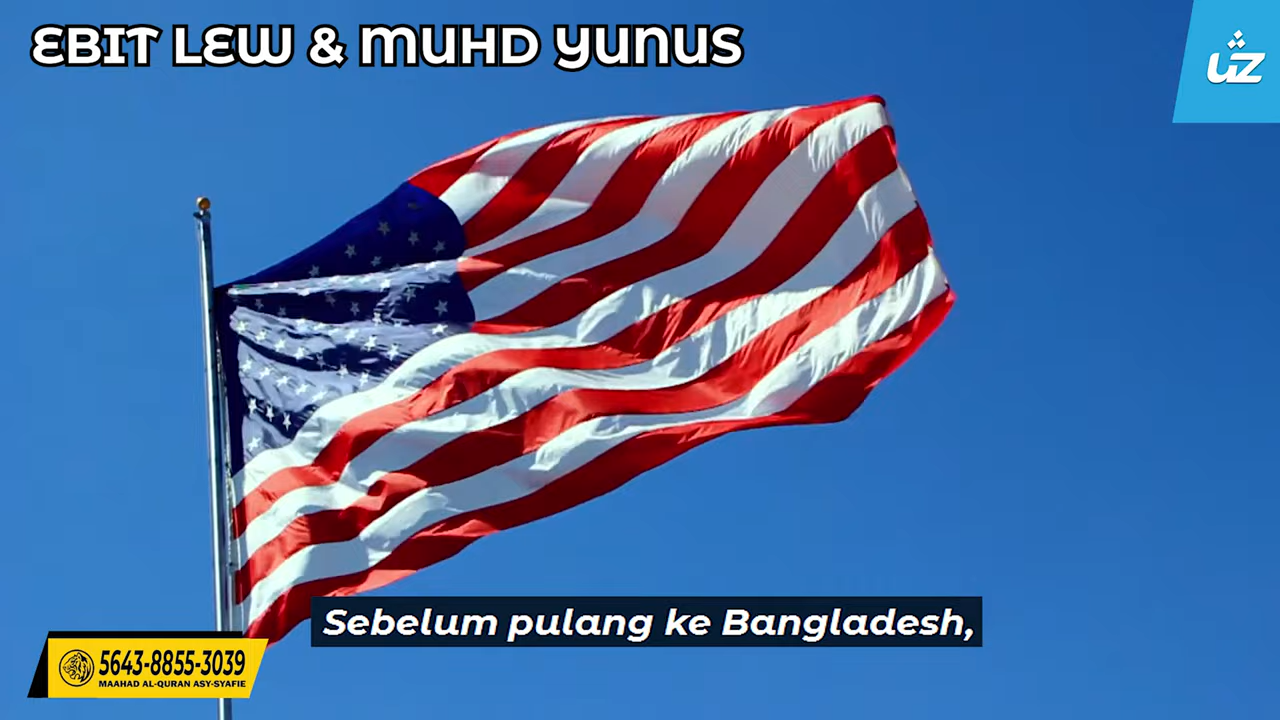 EBIT LEW & MUHD YUNUS
uz
Sebelum pulang ke Bangladesh,
5643-8855-3039
MAAHAD AL-QURAN ASY-SYAFIE